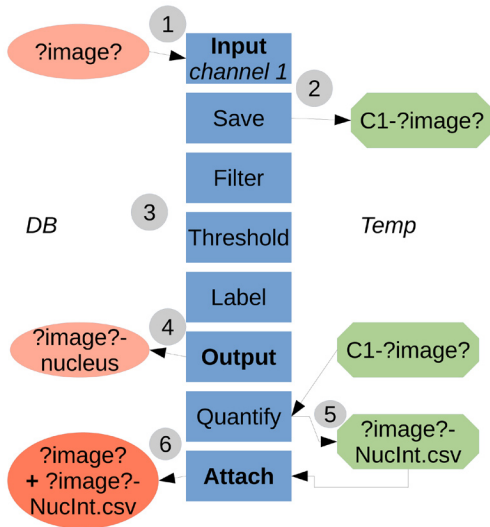 1
?image?
Input
channel 1
2
Save
C1-?image?
Filter
3
DB
Threshold
Temp
Label
4
?image?-
nucleus
Output
C1-?image?
Quantify
5
?image?-
NucInt.csv
6
?image?
+ ?image?-
NucInt.csv
Attach